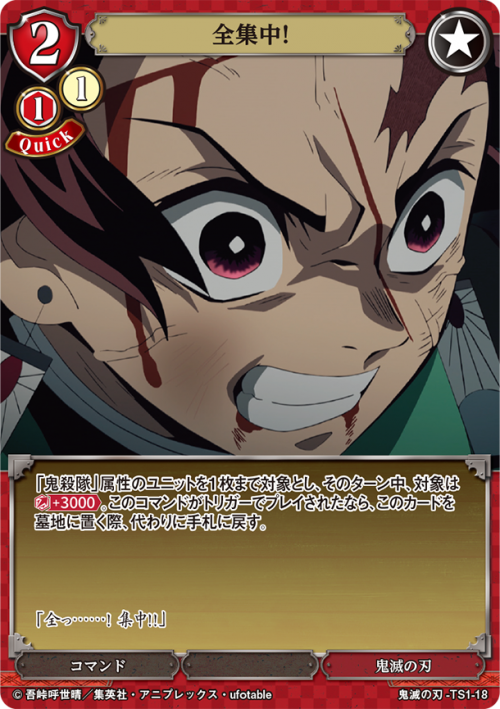 2
全集中!
1
1
Quick
「鬼殺隊」属性のユニットを1枚まで対象とし、そのターン中、対象は
+3000。このコマンドがトリガーでプレイされたなら、このカードを
墓地に置く際、代わりに手札に戻す。
「全っ……! 集中!!」
コマンド
鬼滅の刃
©吾峠呼世晴/集英社・アニプレックス・ufotable
鬼滅の刃 -TS1-18